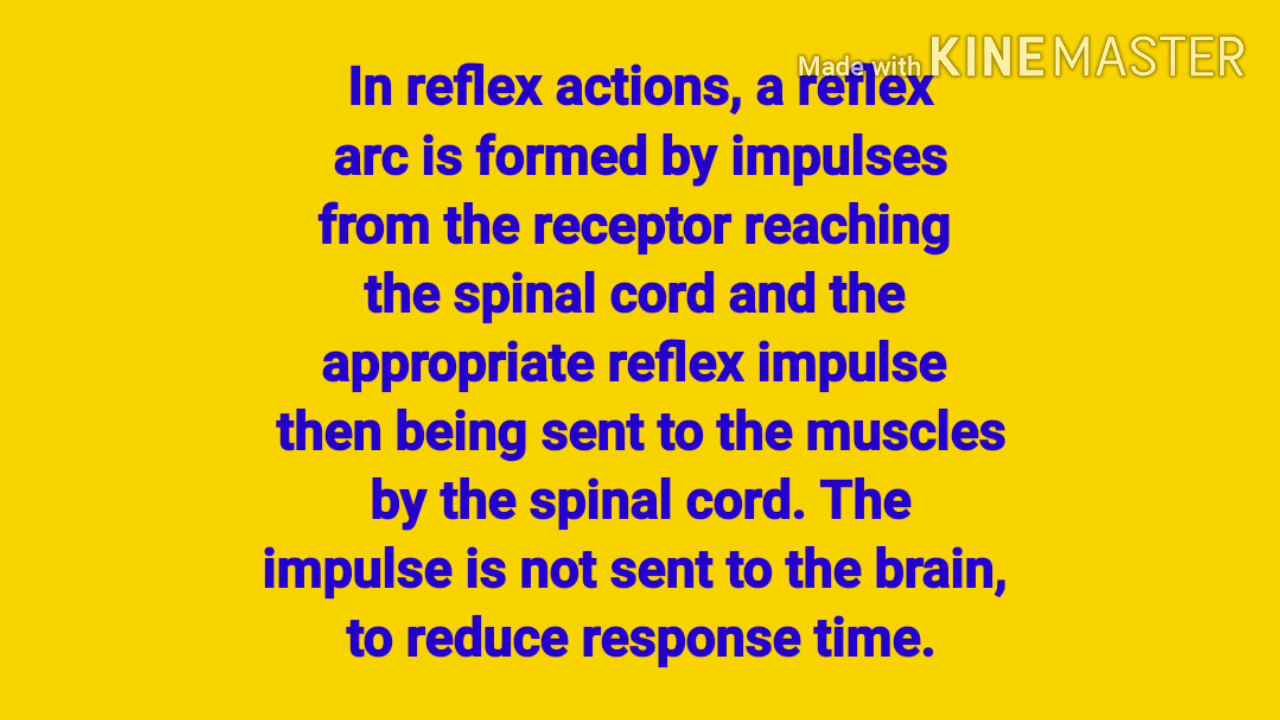 Made with KINEMASTER
In reflex actions, a reflex
arc is formed by impulses
from the receptor reaching
the spinal cord and the
appropriate reflex impulse
then being sent to the muscles
by the spinal cord. The
impulse is not sent to the brain,
to reduce response time.